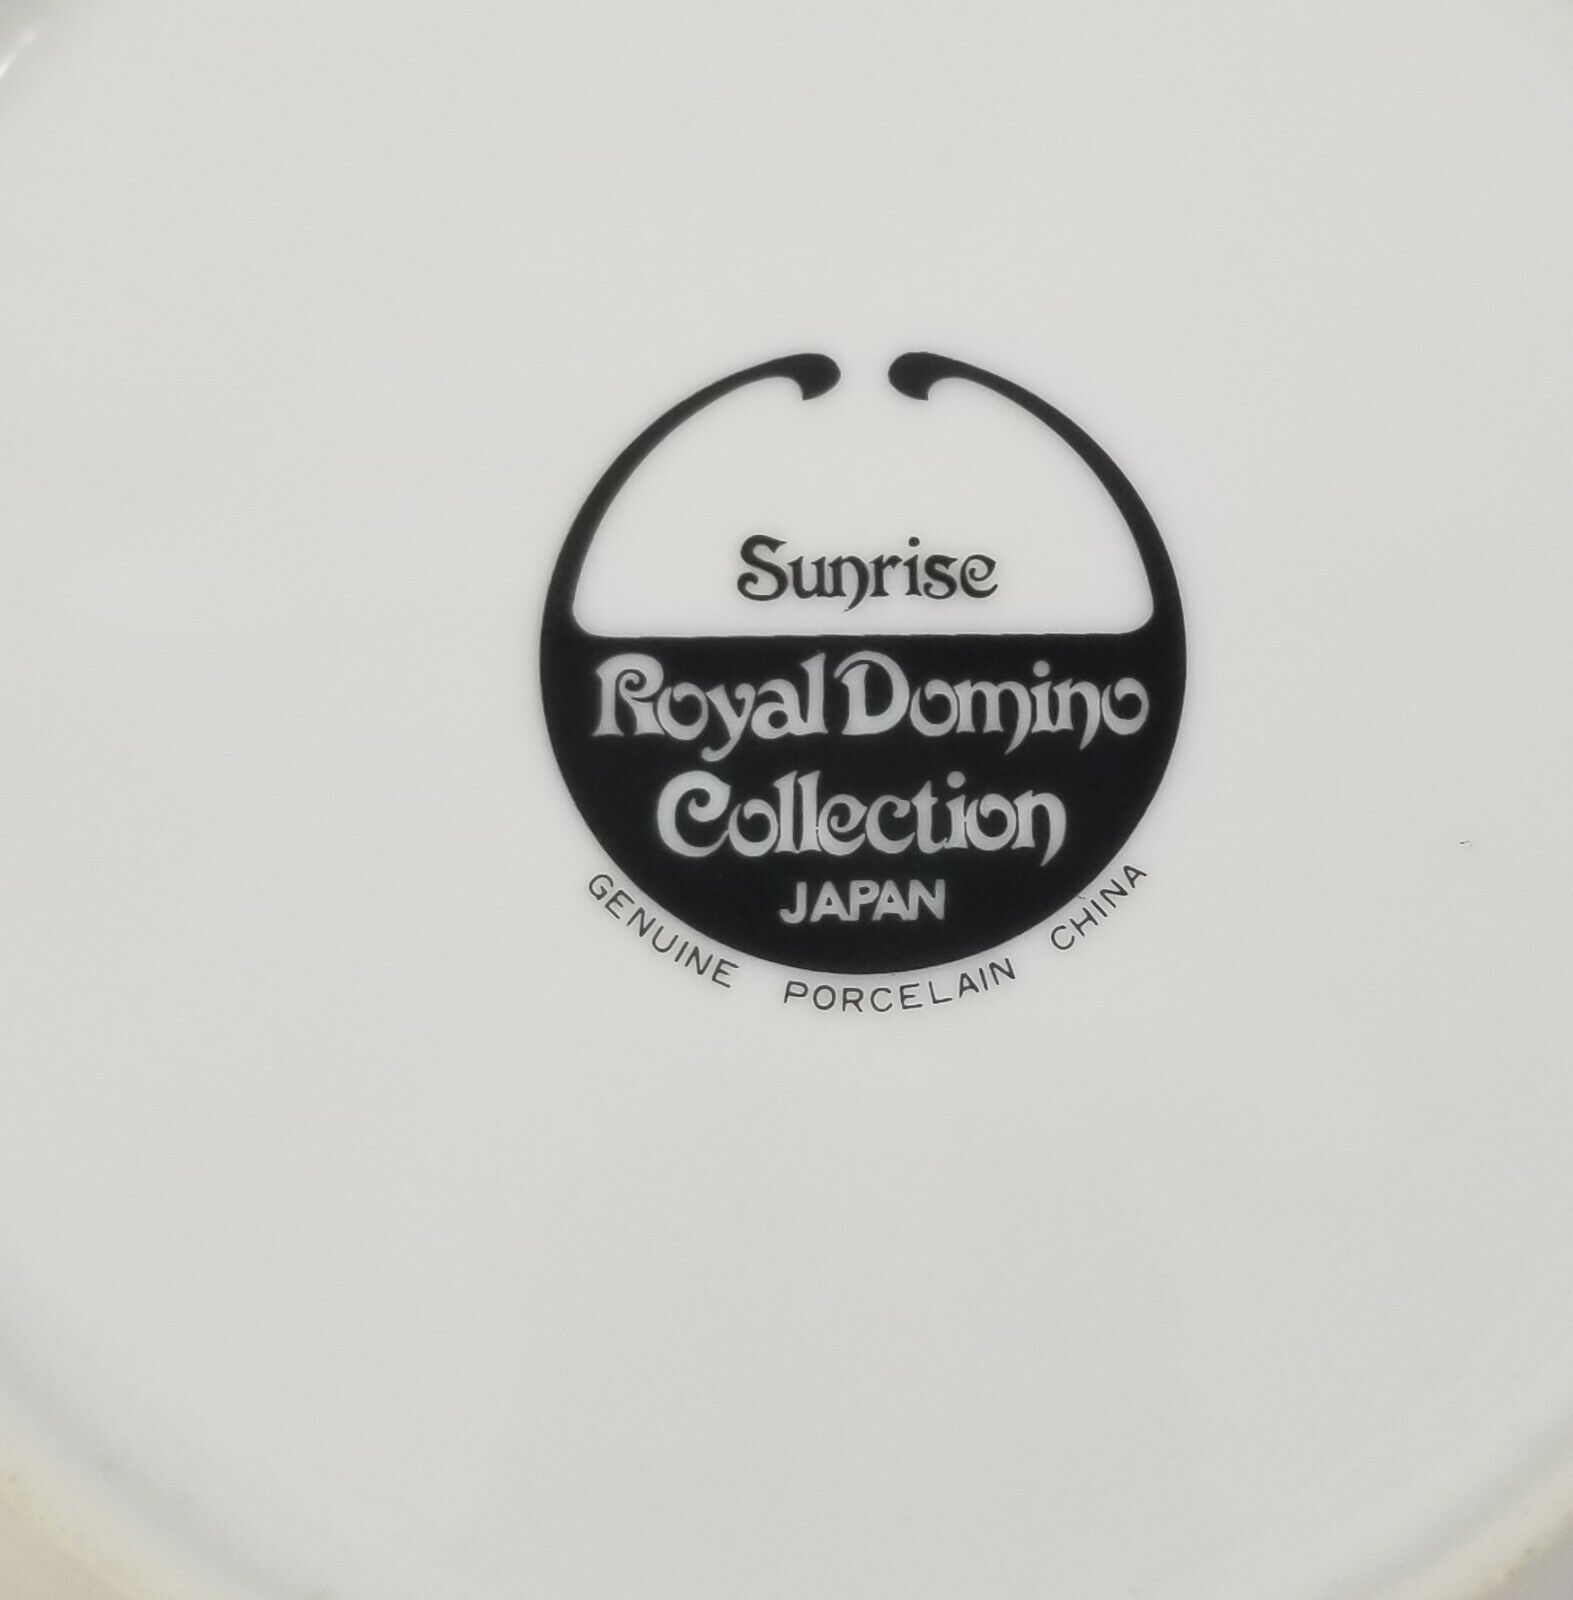 Sunrise
Royal Domino
Collection
JAPAN
GENUINE PORCELAIN CHINA